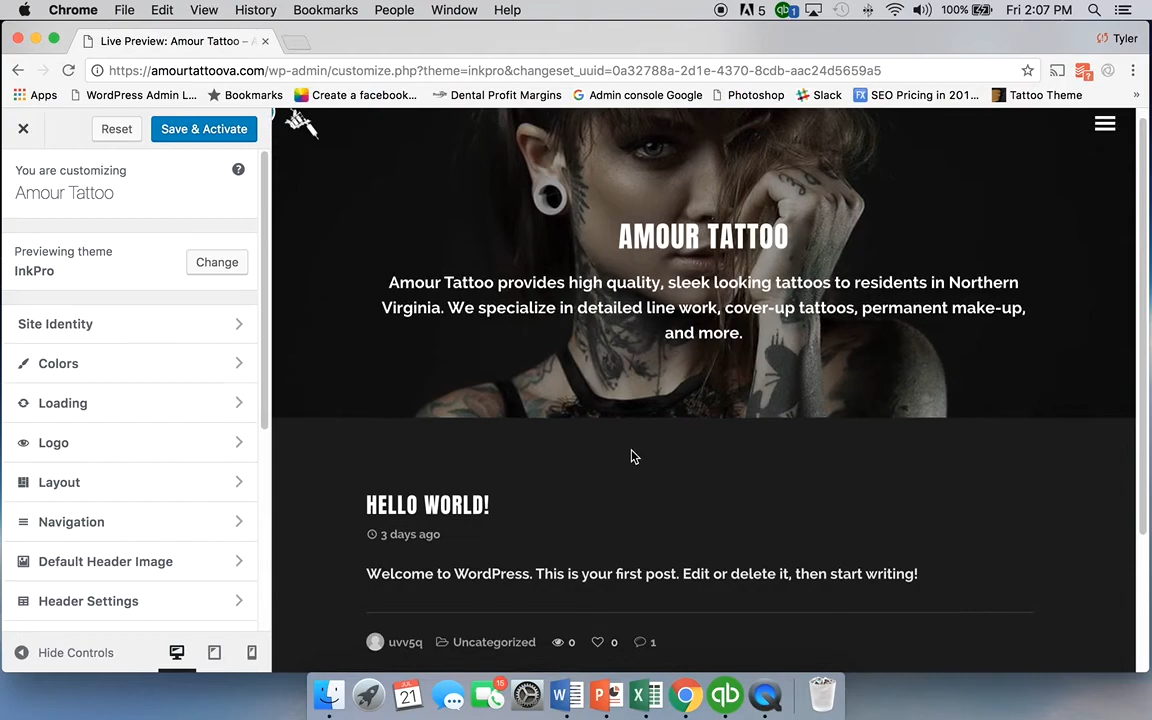 Chrome File Edit View History Bookmarks People Window Help 5 1 100% Fri 2:07 PM
Live Preview: Amour Tattoo – A Tyler
https://amourtattoova.com/wp-admin/customize.php?theme=inkpro&changeset_uuid=0a32788a-2d1e-4370-8cdb-aac24d5659a5
Apps WordPress Admin L... Bookmarks Create a facebook... Dental Profit Margins Admin console Google Photoshop Slack SEO Pricing in 201... Tattoo Theme »
Reset Save & Activate
You are customizing
Amour Tattoo
Previewing theme
InkPro
Change
Site Identity
Colors
Loading
Logo
Layout
Navigation
Default Header Image
Header Settings
Hide Controls
AMOUR TATTOO
Amour Tattoo provides high quality, sleek looking tattoos to residents in Northern
Virginia. We specialize in detailed line work, cover-up tattoos, permanent make-up,
and more.
HELLO WORLD!
3 days ago
Welcome to WordPress. This is your first post. Edit or delete it, then start writing!
uvv5q Uncategorized 0 0 1
JUL 21 15